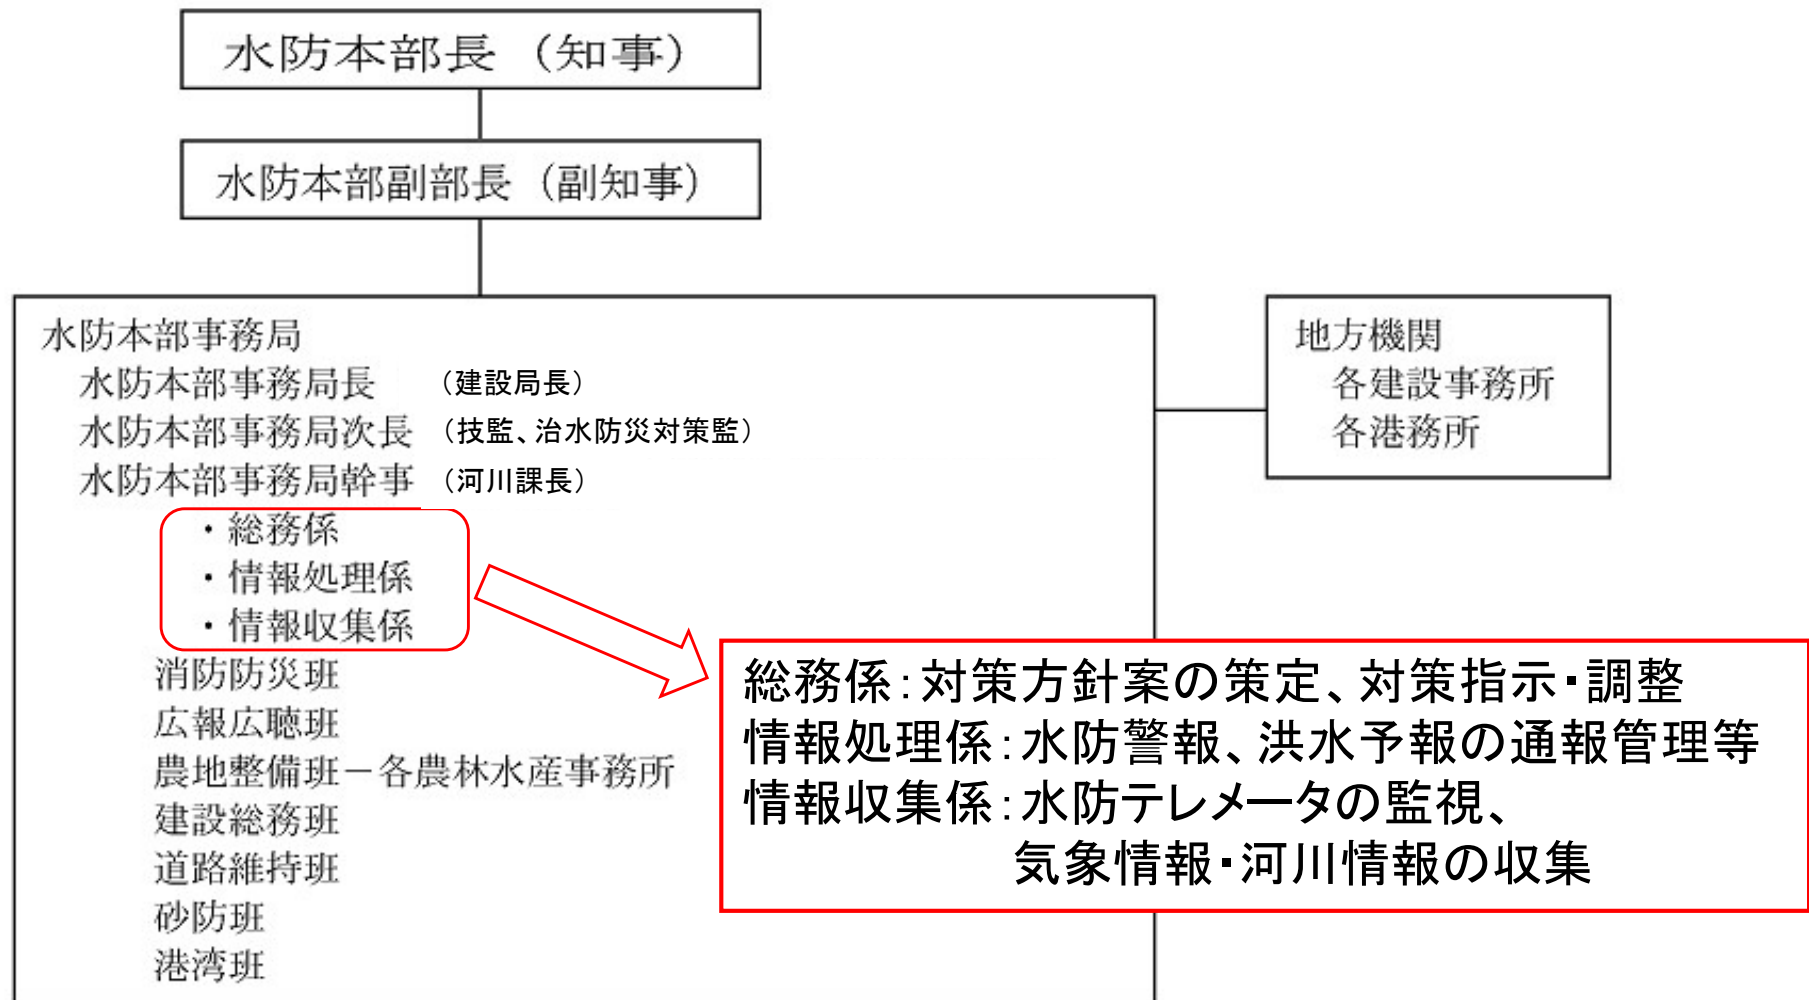 水防本部長（知事）
水防本部副部長（副知事）
水防本部事務局
水防本部事務局長 （建設局長）
水防本部事務局次長 （技監、治水防災対策監）
水防本部事務局幹事 （河川課長）
・総務係
・情報処理係
・情報収集係
消防防災班
広報広聴班
農地整備班－各農林水産事務所
建設総務班
道路維持班
砂防班
港湾班
地方機関
各建設事務所
各港務所
総務係：対策方針案の策定、対策指示・調整
情報処理係：水防警報、洪水予報の通報管理等
情報収集係：水防テレメータの監視、
気象情報・河川情報の収集